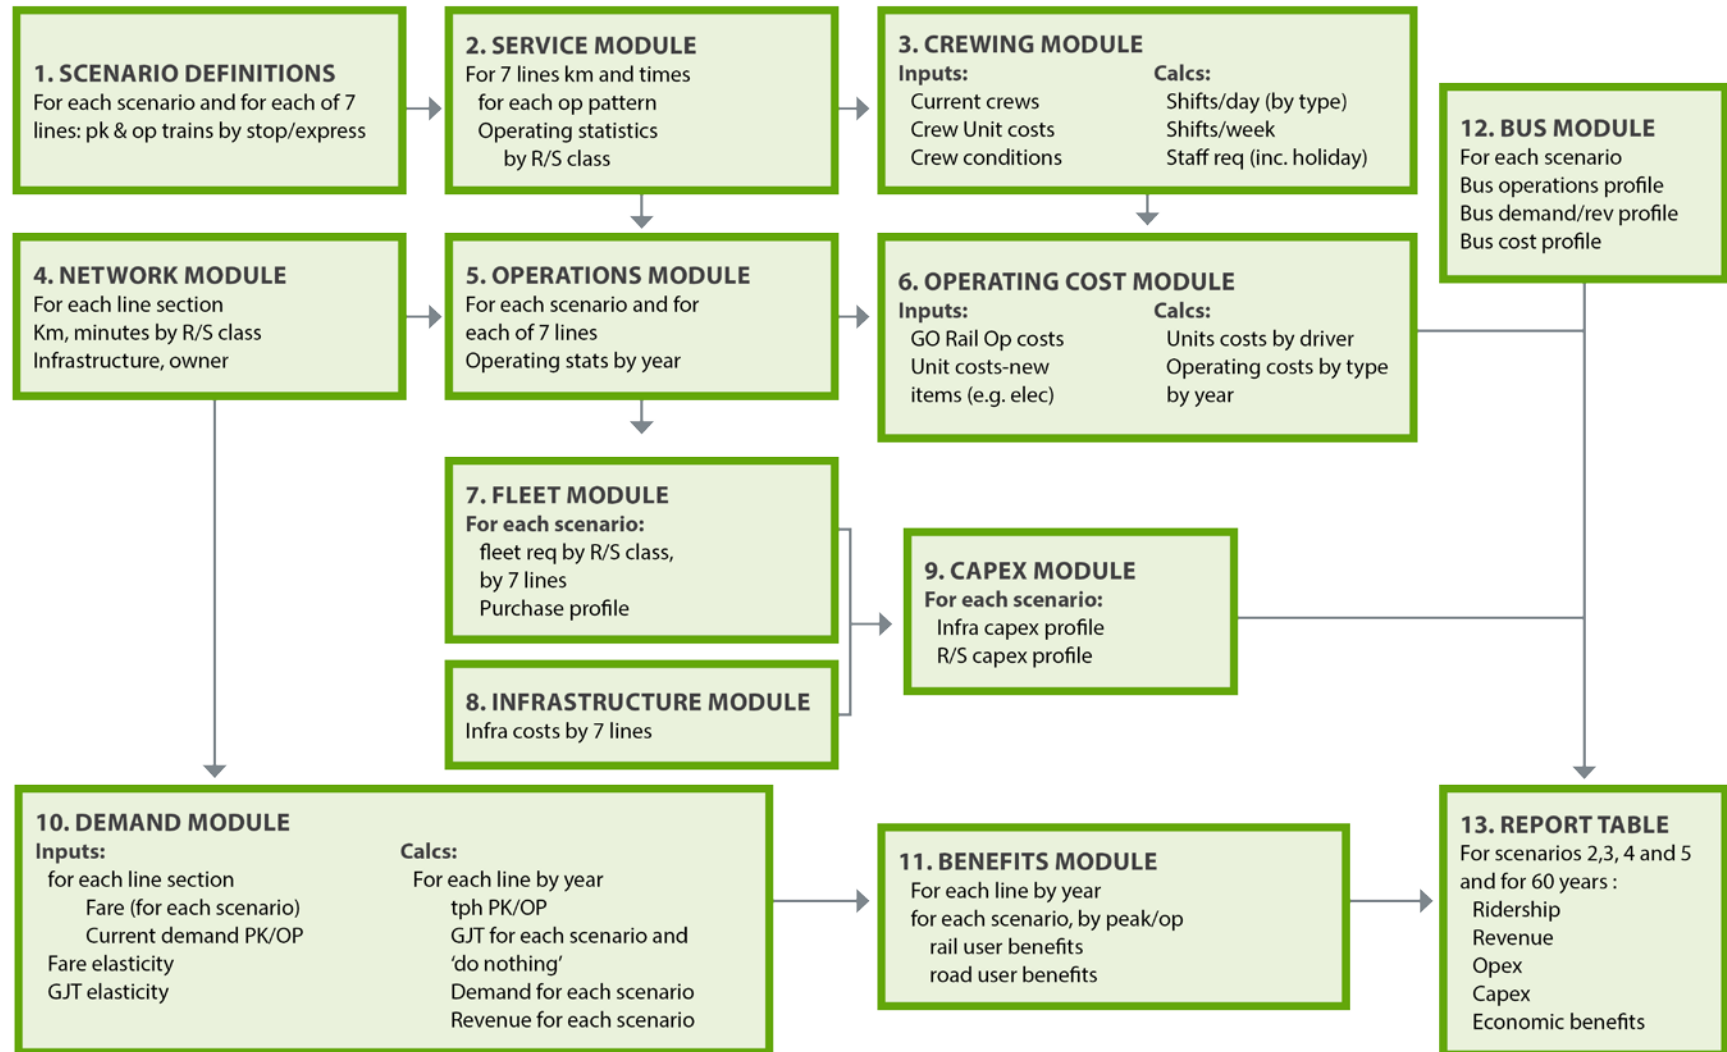 1. SCENARIO DEFINITIONS
For each scenario and for each of 7
lines: pk & op trains by stop/express
2. SERVICE MODULE
For 7 lines km and times
for each op pattern
Operating statistics
by R/S class
3. CREWING MODULE
Inputs:
Current crews
Crew Unit costs
Crew conditions
Calcs:
Shifts/day (by type)
Shifts/week
Staff req (inc. holiday)
12. BUS MODULE
For each scenario
Bus operations profile
Bus demand/rev profile
Bus cost profile
4. NETWORK MODULE
For each line section
Km, minutes by R/S class
Infrastructure, owner
5. OPERATIONS MODULE
For each scenario and for
each of 7 lines
Operating stats by year
6. OPERATING COST MODULE
Inputs:
GO Rail Op costs
Unit costs-new
items (e.g. elec)
Calcs:
Units costs by driver
Operating costs by type
by year
7. FLEET MODULE
For each scenario:
fleet req by R/S class,
by 7 lines
Purchase profile
8. INFRASTRUCTURE MODULE
Infra costs by 7 lines
9. CAPEX MODULE
For each scenario:
Infra capex profile
R/S capex profile
10. DEMAND MODULE
Inputs:
for each line section
Fare (for each scenario)
Current demand PK/OP
Fare elasticity
GJT elasticity
Calcs:
For each line by year
tph PK/OP
GJT for each scenario and
‘do nothing’
Demand for each scenario
Revenue for each scenario
11. BENEFITS MODULE
For each line by year
for each scenario, by peak/op
rail user benefits
road user benefits
13. REPORT TABLE
For scenarios 2,3, 4 and 5
and for 60 years :
Ridership
Revenue
Opex
Capex
Economic benefits